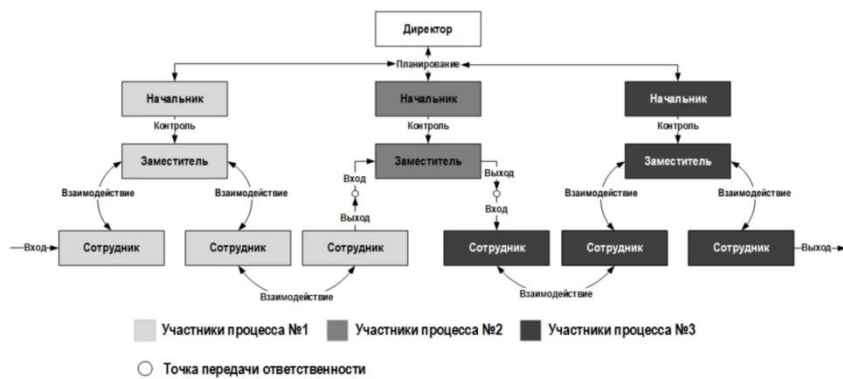 Директор
Планирование
Начальник Начальник Начальник
Контроль Контроль Контроль
Заместитель Заместитель Заместитель
Взаимодействие Взаимодействие Вход Выход Взаимодействие Взаимодействие
Выход Вход
Вход Сотрудник Сотрудник Сотрудник Сотрудник Сотрудник Сотрудник Выход
Взаимодействие Взаимодействие
Участники процесса №1 Участники процесса №2 Участники процесса №3
Точка передачи ответственности